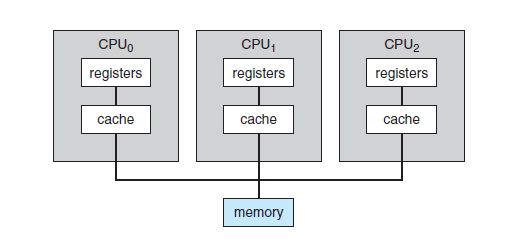 CPU₀
registers
cache
CPU₁
registers
cache
CPU₂
registers
cache
memory